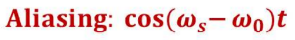 Aliasing: cos(ωₛ− ω₀)t